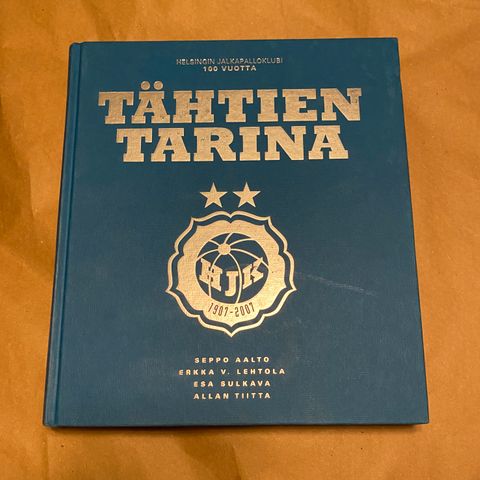 HELSINGIN JALKAPALLOKLUBI
100 VUOTTA
TÄHTIEN
TARINA
HJK
1907-2007
SEPPO AALTO
ERKKA V. LEHTOLA
ESA SULKAVA
ALLAN TIITTA